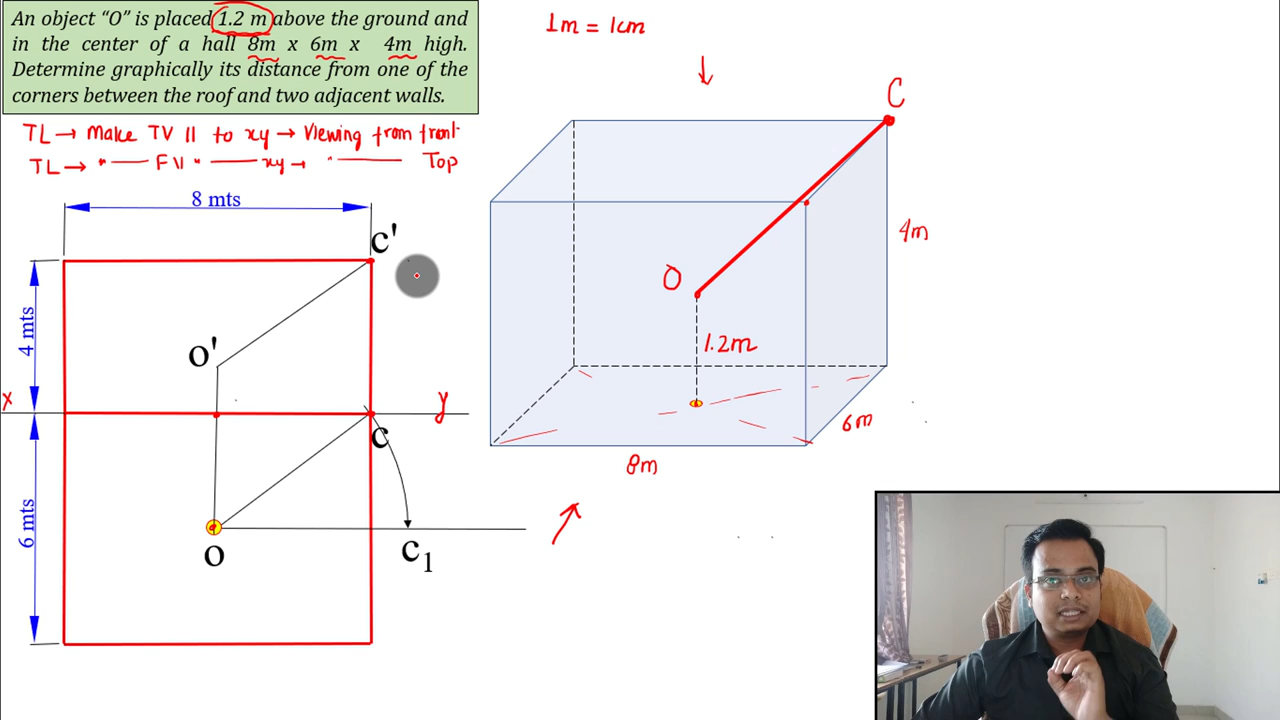 An object “O” is placed 1.2 m above the ground and
in the center of a hall 8m x 6m x 4m high.
Determine graphically its distance from one of the
corners between the roof and two adjacent walls.
TL → Make TV || to xy → Viewing from front
TL → " — F|| " — xy → " — Top
1m = 1cm
8 mts
c'
4 mts
o'
x
y
c
6 mts
o
c1
C
4m
O
1.2m
6m
8m